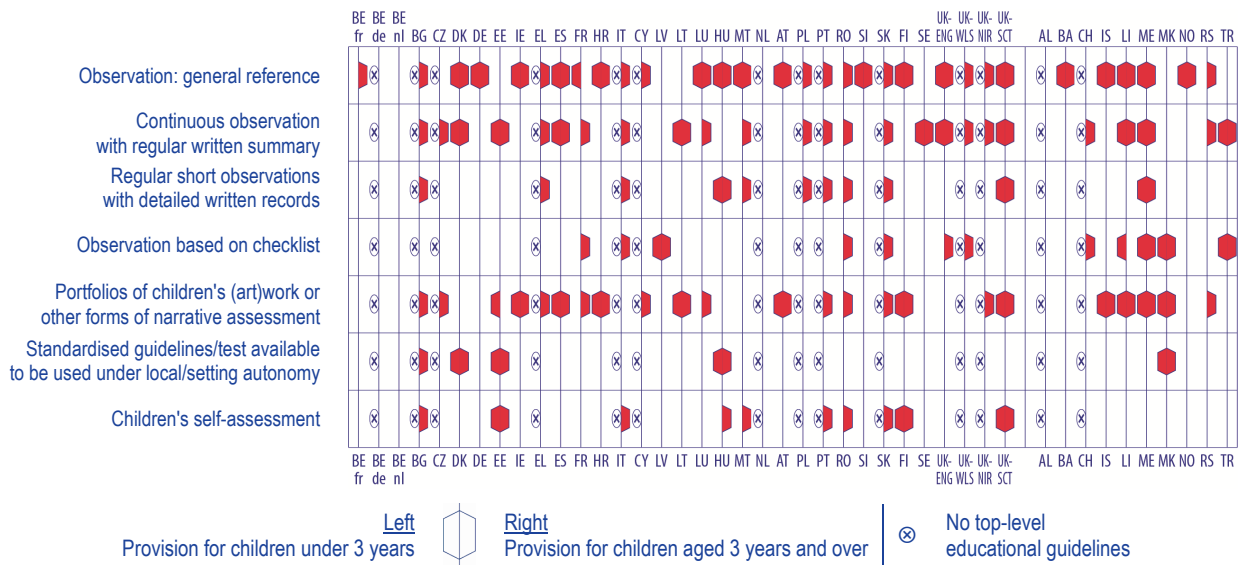 BE BE BE UK- UK- UK- UK-
fr de nl BG CZ DK DE EE IE EL ES FR HR IT CY LV LT LU HU MT NL AT PL PT RO SI SK FI SE ENG WLS NIR SCT AL BA CH IS LI ME MK NO RS TR
Observation: general reference
Continuous observation
with regular written summary
Regular short observations
with detailed written records
Observation based on checklist
Portfolios of children's (art)work or
other forms of narrative assessment
Standardised guidelines/test available
to be used under local/setting autonomy
Children's self-assessment
BE BE BE BG CZ DK DE EE IE EL ES FR HR IT CY LV LT LU HU MT NL AT PL PT RO SI SK FI SE UK- UK- UK- UK- AL BA CH IS LI ME MK NO RS TR
fr de nl ENG WLS NIR SCT
Left
Provision for children under 3 years
Right
Provision for children aged 3 years and over
No top-level
educational guidelines